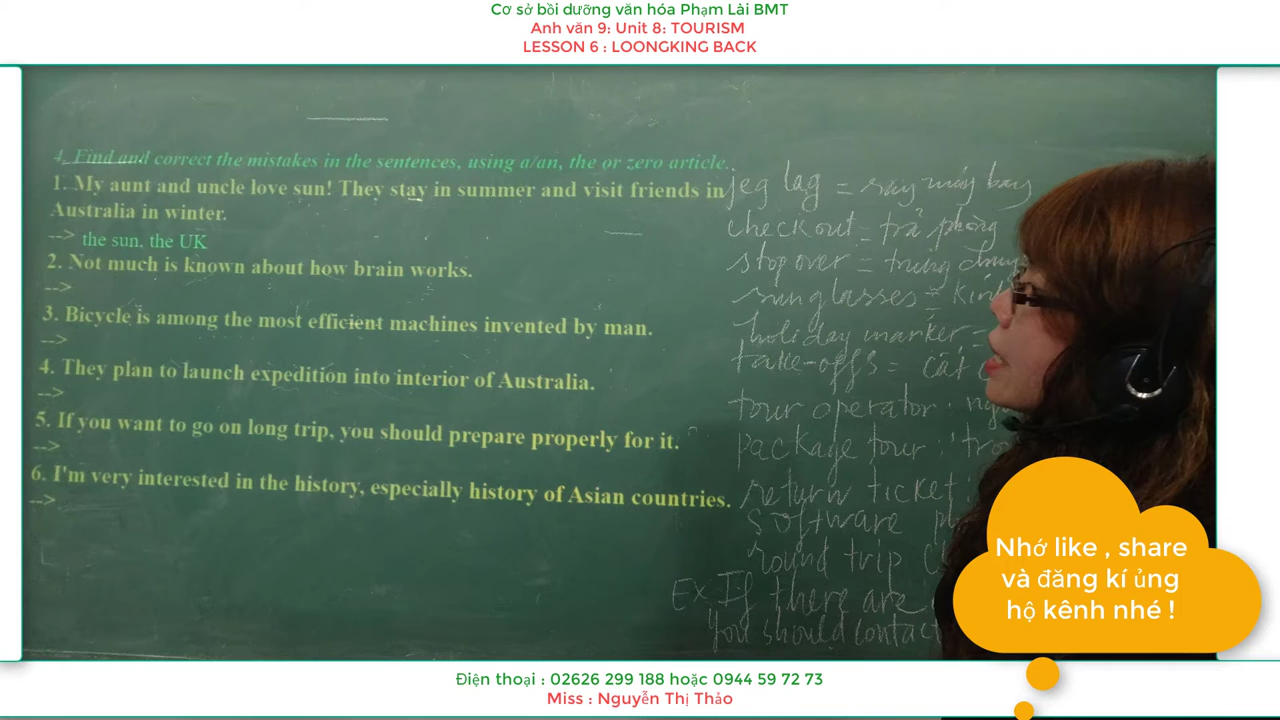 Cơ sở bồi dưỡng văn hóa Phạm Lải BMT
Anh văn 9: Unit 8: TOURISM
LESSON 6 : LOONGKING BACK
4. Find and correct the mistakes in the sentences, using a/an, the or zero article.
1. My aunt and uncle love sun! They stay in summer and visit friends in
Australia in winter.
--> the sun. the UK
2. Not much is known about how brain works.
-->
3. Bicycle is among the most efficient machines invented by man.
-->
4. They plan to launch expedition into interior of Australia.
-->
5. If you want to go on long trip, you should prepare properly for it.
-->
6. I'm very interested in the history, especially history of Asian countries.
-->
jeg lag = say máy bay
checkout = trả phòng
stop over = trung
sunglasses = kín
holiday marker =
take-offs = cất
tour operator :
package tour :
return ticket :
software
round trip
Ex If there are
you should contact
Nhớ like , share
và đăng kí ủng
hộ kênh nhé !
Điện thoại : 02626 299 188 hoặc 0944 59 72 73
Miss : Nguyễn Thị Thảo